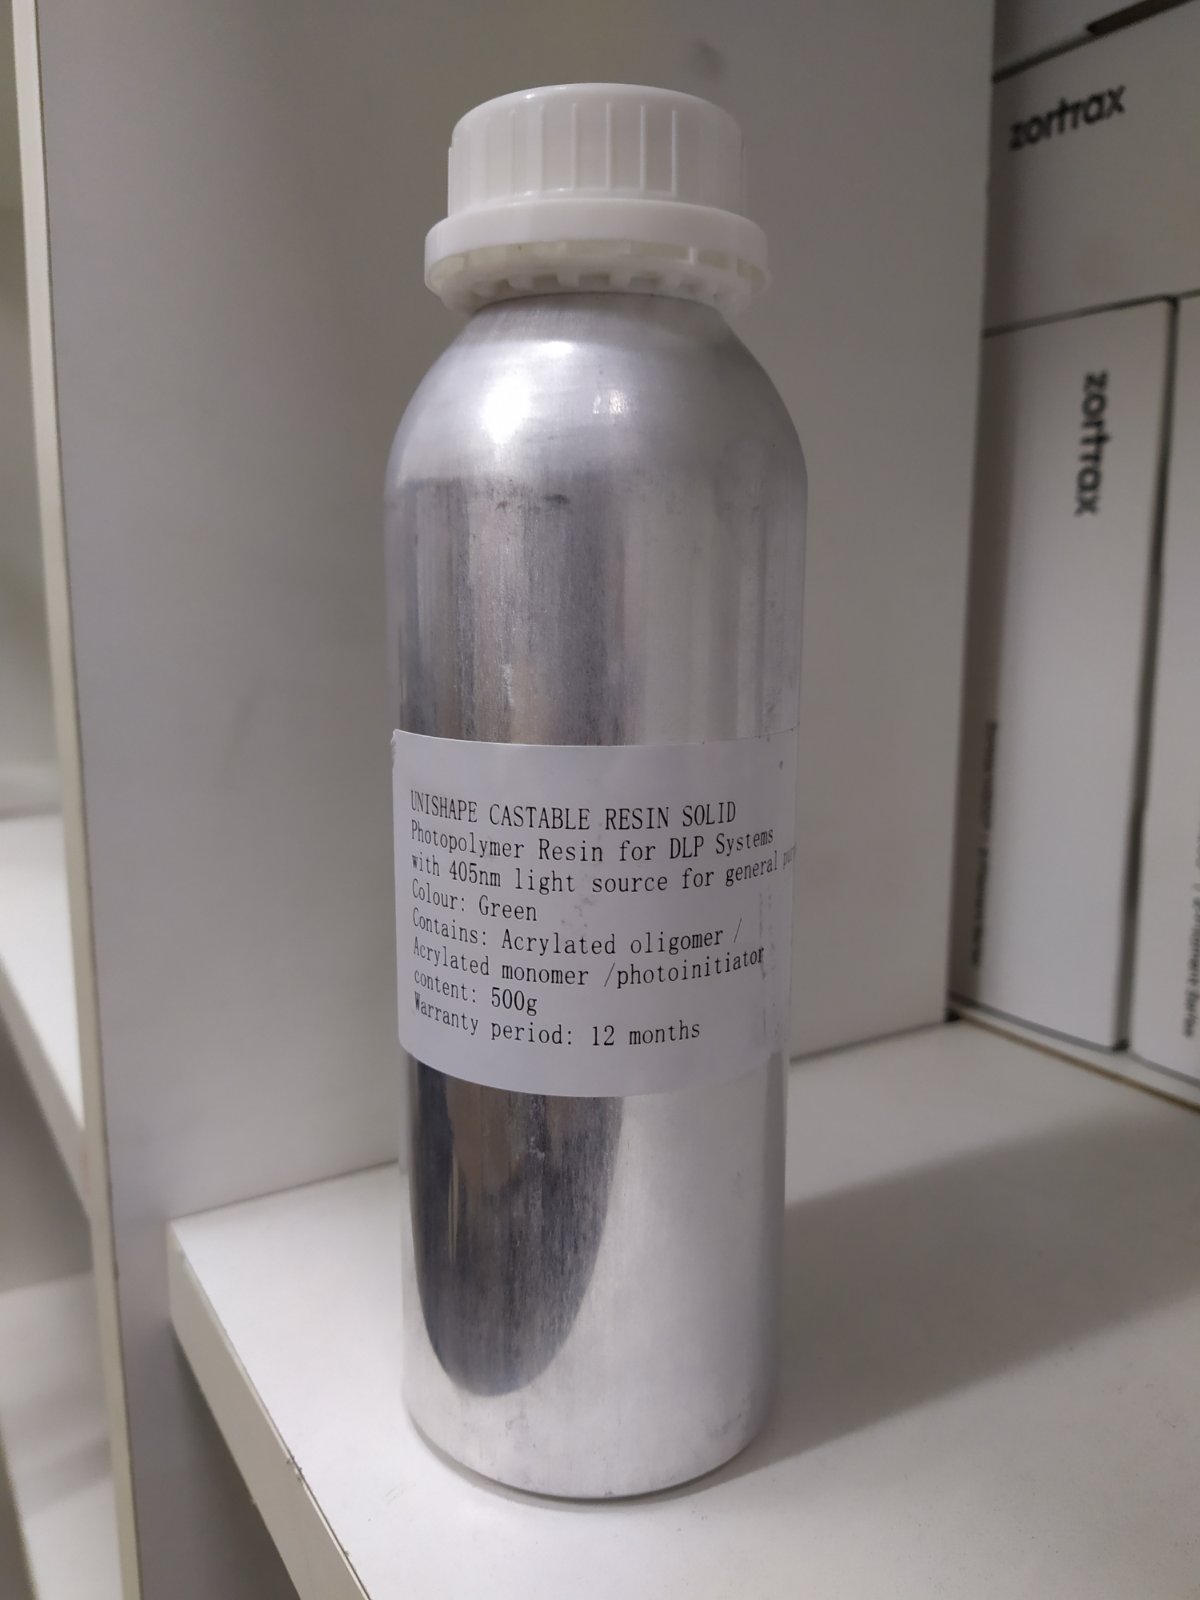 zortrax
zortrax
UNISHAPE CASTABLE RESIN SOLID
Photopolymer Resin for DLP Systems
with 405nm light source for general
Colour: Green
Contains: Acrylated oligomer /
Acrylated monomer /photoinitiator
content: 500g
Warranty period: 12 months